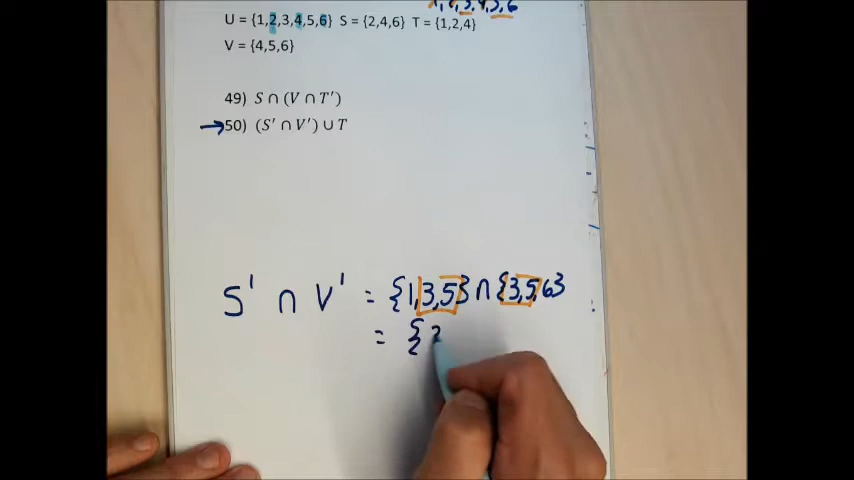 U = {1,2,3,4,5,6} S = {2,4,6} T = {1,2,4}
V = {4,5,6}
49) S ∩ (V ∩ T′)
→50) (S′ ∩ V′) ∪ T
S' ∩ V' = {1,3,5} ∩ {3,5,6}
= {